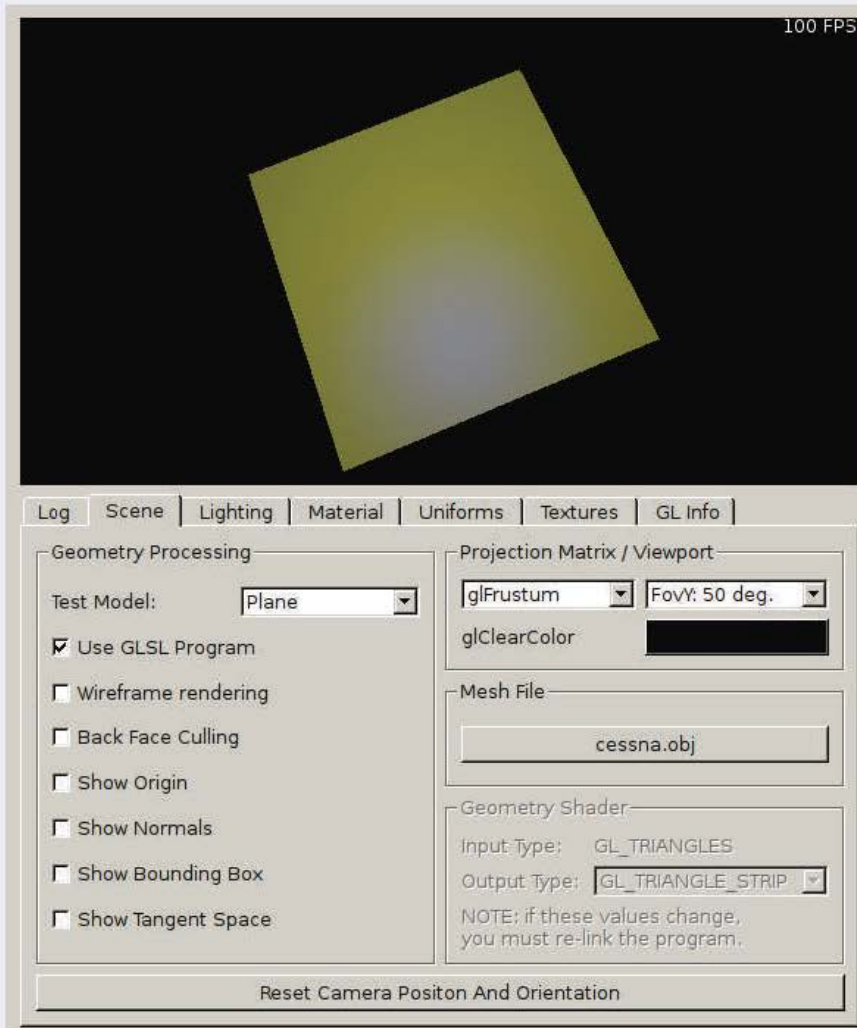 100 FPS
Log Scene Lighting Material Uniforms Textures GL Info
Geometry Processing
Test Model: Plane
Use GLSL Program
Wireframe rendering
Back Face Culling
Show Origin
Show Normals
Show Bounding Box
Show Tangent Space
Projection Matrix / Viewport
glFrustum FovY: 50 deg.
glClearColor
Mesh File
cessna.obj
Geometry Shader
Input Type: GL_TRIANGLES
Output Type: GL_TRIANGLE_STRIP
NOTE: if these values change,
you must re-link the program.
Reset Camera Positon And Orientation